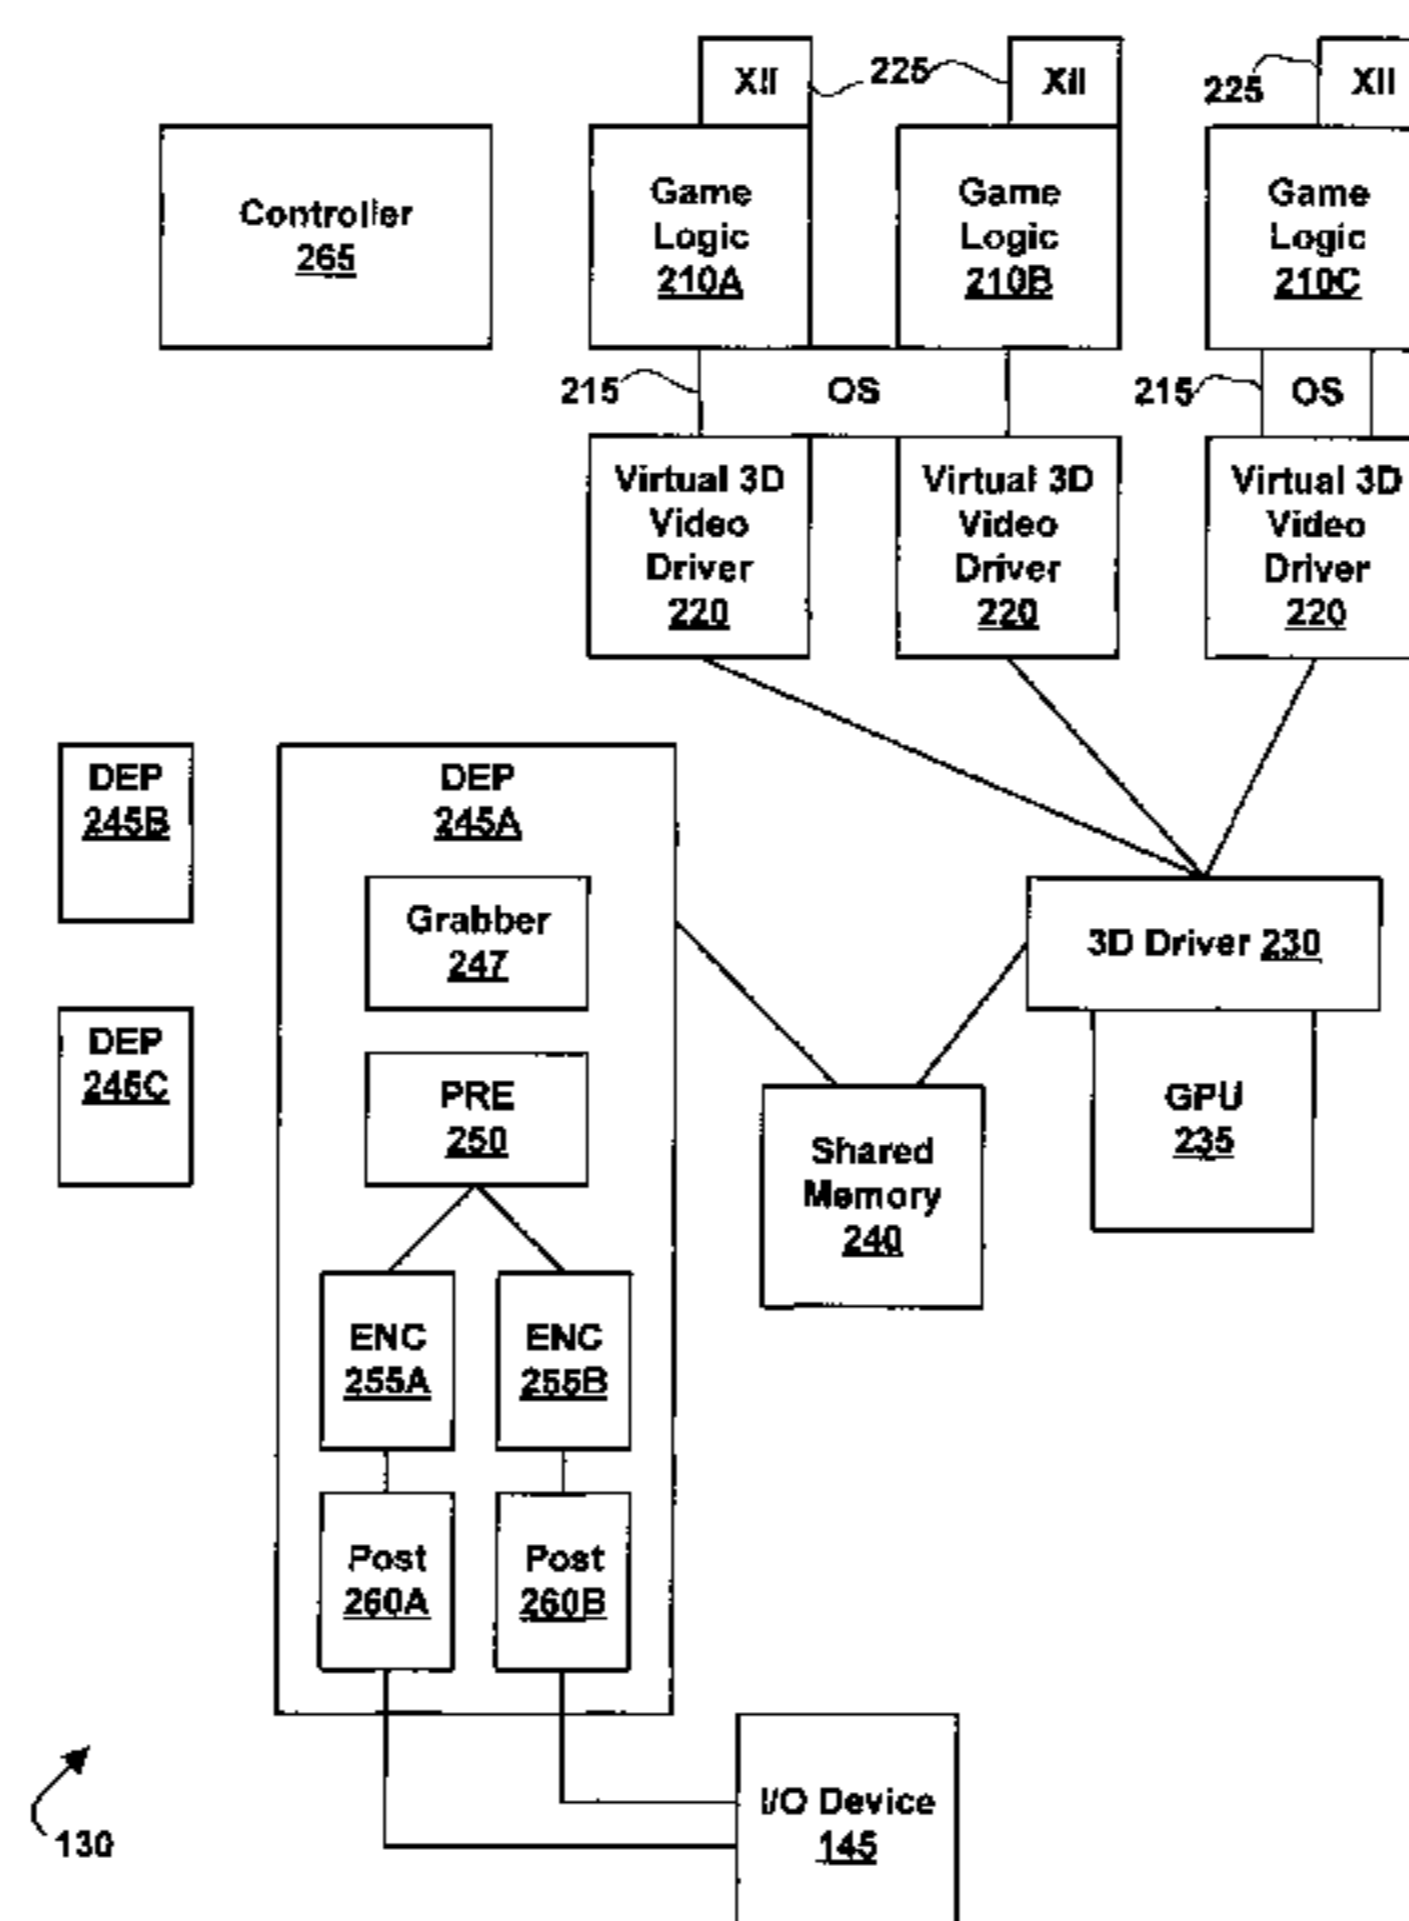 XII
225
XII
225
XII
Controller
265
Game
Logic
210A
Game
Logic
210B
Game
Logic
210C
215
OS
215
OS
Virtual 3D
Video
Driver
220
Virtual 3D
Video
Driver
220
Virtual 3D
Video
Driver
220
DEP
245B
DEP
245A
Grabber
247
3D Driver 230
DEP
245C
PRE
250
GPU
235
Shared
Memory
240
ENC
255A
ENC
255B
Post
260A
Post
260B
I/O Device
145
130